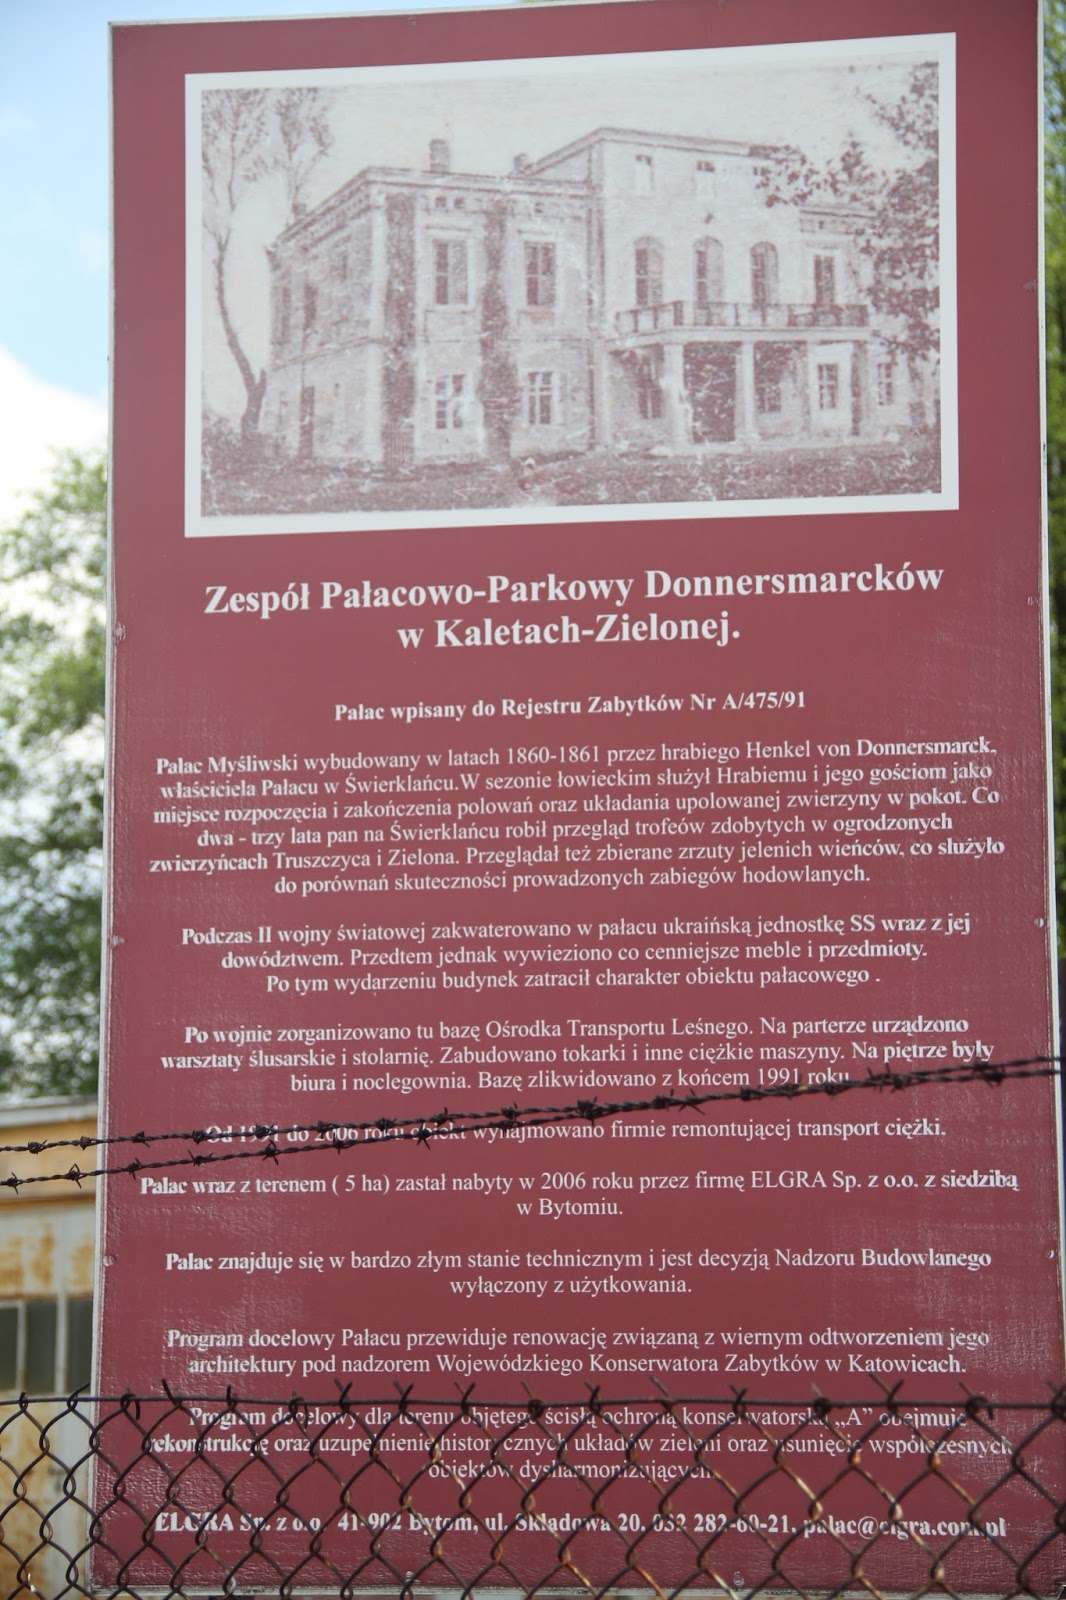 Zespół Pałacowo-Parkowy Donnersmarcków
w Kaletach-Zielonej.
Pałac wpisany do Rejestru Zabytków Nr A/475/91
Pałac Myśliwski wybudowany w latach 1860-1861 przez hrabiego Henkel von Donnersmarck,
właściciela Pałacu w Świerklańcu.W sezonie łowieckim służył Hrabiemu i jego gościom jako
miejsce rozpoczęcia i zakończenia polowań oraz układania upolowanej zwierzyny w pokot. Co
dwa - trzy lata pan na Świerklańcu robił przegląd trofeów zdobytych w ogrodzonych
zwierzyńcach Truszczyca i Zielona. Przeglądał też zbierane zrzuty jelenich wieńców, co służyło
do porównań skuteczności prowadzonych zabiegów hodowlanych.
Podczas II wojny światowej zakwaterowano w pałacu ukraińską jednostkę SS wraz z jej
dowództwem. Przedtem jednak wywieziono co cenniejsze meble i przedmioty.
Po tym wydarzeniu budynek zatracił charakter obiektu pałacowego .
Po wojnie zorganizowano tu bazę Ośrodka Transportu Leśnego. Na parterze urządzono
warsztaty ślusarskie i stolarnię. Zabudowano tokarki i inne ciężkie maszyny. Na piętrze były
biura i noclegownia. Bazę zlikwidowano z końcem 1991 roku
Od do 2006 roku obiekt wynajmowano firmie remontującej transport ciężki.
Pałac wraz z terenem ( 5 ha) zastał nabyty w 2006 roku przez firmę ELGRA Sp. z o.o. z siedzibą
w Bytomiu.
Pałac znajduje się w bardzo złym stanie technicznym i jest decyzją Nadzoru Budowlanego
wyłączony z użytkowania.
Program docelowy Pałacu przewiduje renowację związaną z wiernym odtworzeniem jego
architektury pod nadzorem Wojewódzkiego Konserwatora Zabytków w Katowicach.
Program docelowy dla terenu objętego ścisłą ochroną konserwatorską „A” obejmuje
rekonstrukcję oraz uzupełnienie historycznych układów zieleni oraz usunięcie współczesnych
obiektów dysharmonizujących.
ELGRA Sp. z o.o. 41-902 Bytom, ul. Składowa 20, 032 282-60-21, palac@elgra.com.pl